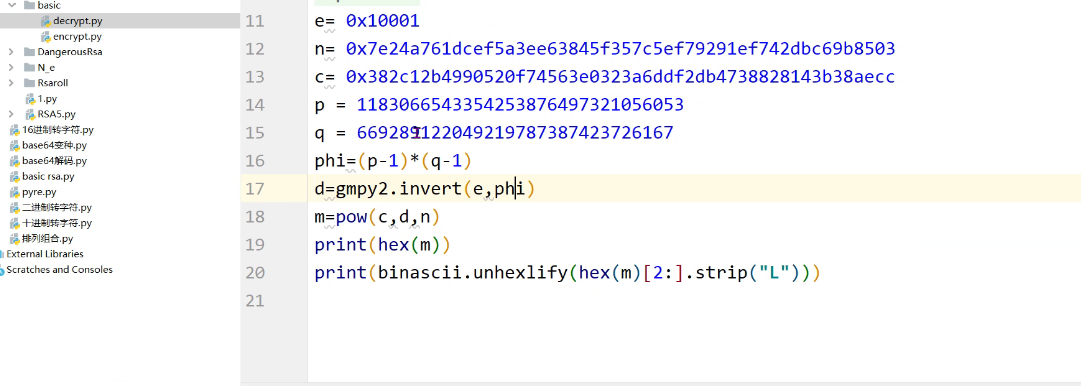 basic
decrypt.py
encrypt.py
DangerousRsa
N_e
Rsaroll
1.py
RSA5.py
16进制转字符.py
base64变种.py
base64解码.py
basic rsa.py
pyre.py
二进制转字符.py
十进制转字符.py
排列组合.py
External Libraries
Scratches and Consoles
11 e= 0x10001
12 n= 0x7e24a761dcef5a3ee63845f357c5ef79291ef742dbc69b8503
13 c= 0x382c12b4990520f74563e0323a6ddf2db4738828143b38aecc
14 p = 1183066543354253876497321056053
15 q = 66928911220492197873874237261​67
16 phi=(p-1)*(q-1)
17 d=gmpy2.invert(e,phi)
18 m=pow(c,d,n)
19 print(hex(m))
20 print(binascii.unhexlify(hex(m)[2:].strip("L")))
21